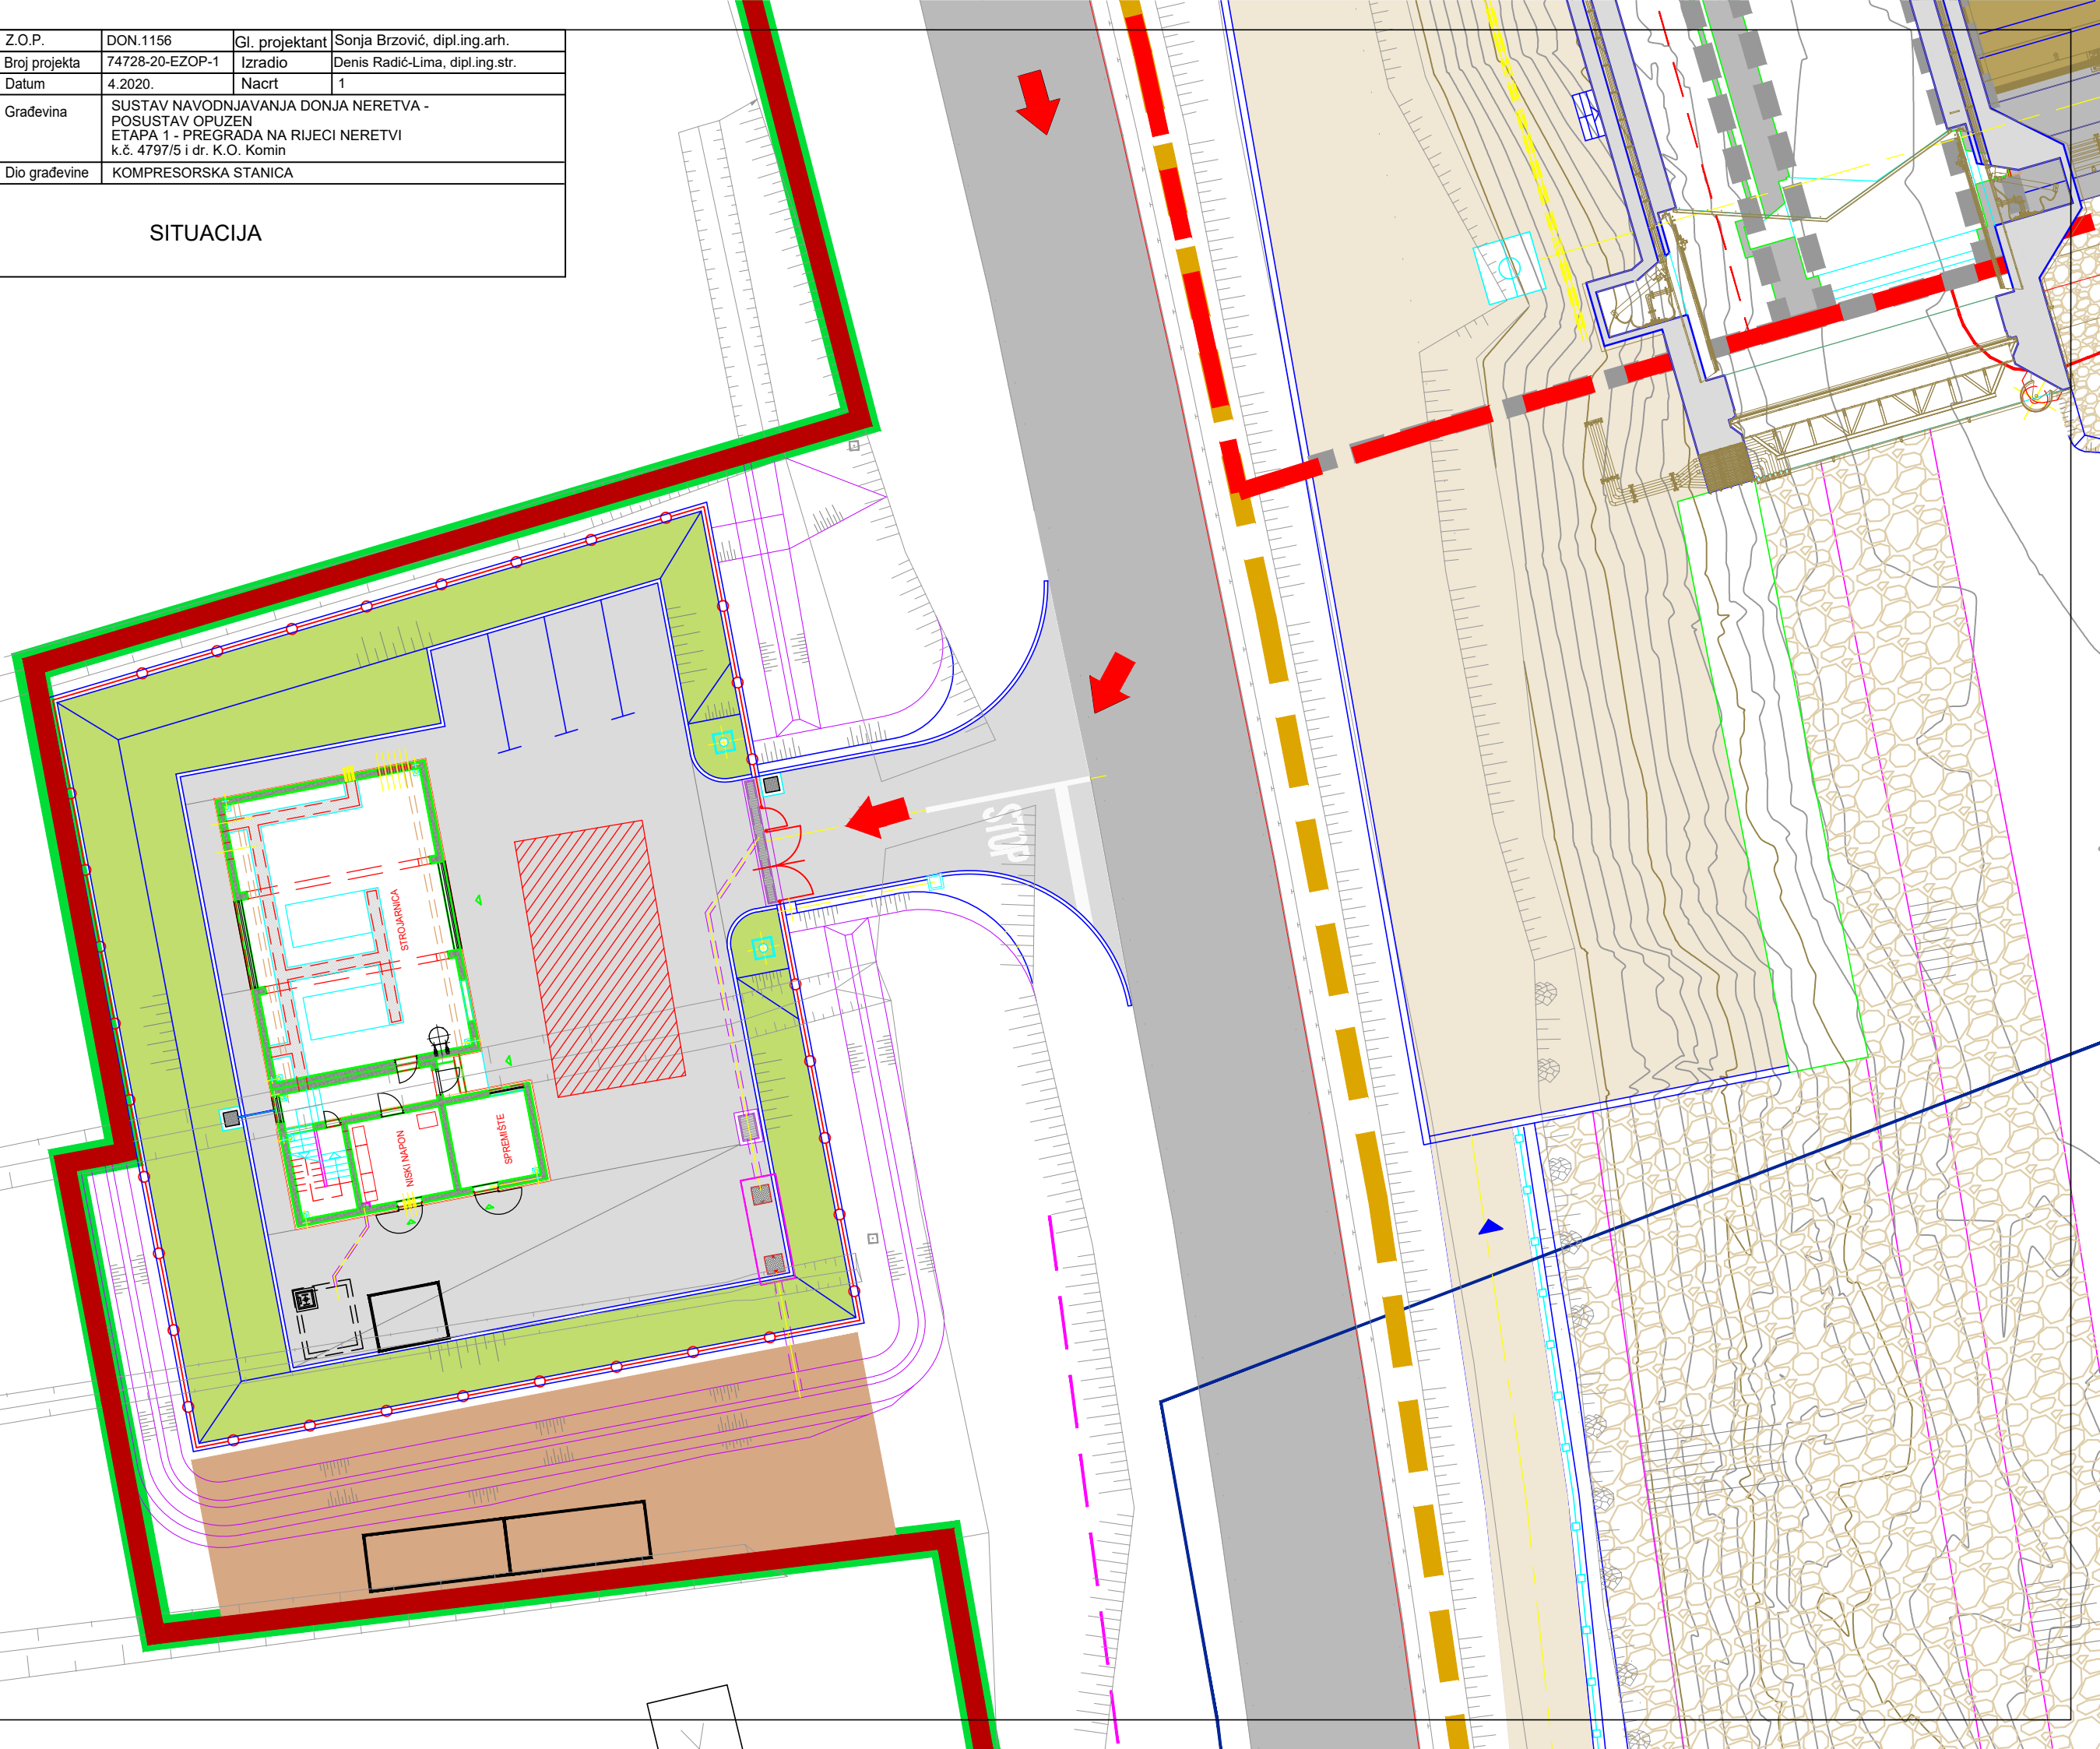 Z.O.P. DON.1156 Gl. projektant Sonja Brzović, dipl.ing.arh.
Broj projekta 74728-20-EZOP-1 Izradio Denis Radić-Lima, dipl.ing.str.
Datum 4.2020. Nacrt 1
Građevina SUSTAV NAVODNJAVANJA DONJA NERETVA -
POSUSTAV OPUZEN
ETAPA 1 - PREGRADA NA RIJECI NERETVI
k.č. 4797/5 i dr. K.O. Komin
Dio građevine KOMPRESORSKA STANICA
SITUACIJA
STOP
STROJARNICA
NISKI NAPON
SPREMIŠTE